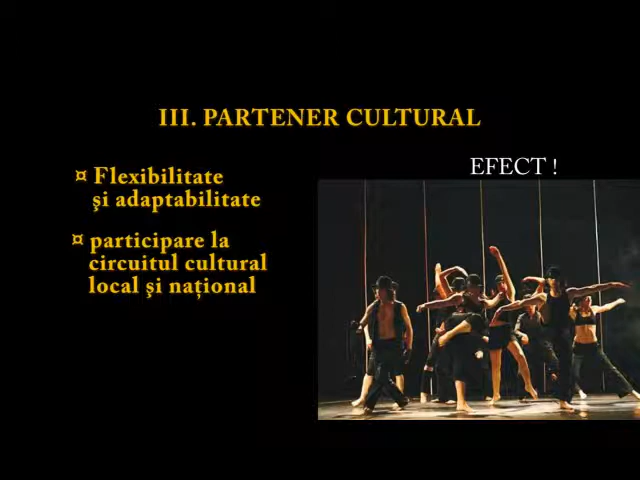 III. PARTENER CULTURAL
EFECT !
¤ Flexibilitate
şi adaptabilitate
¤ participare la
circuitul cultural
local şi naţional